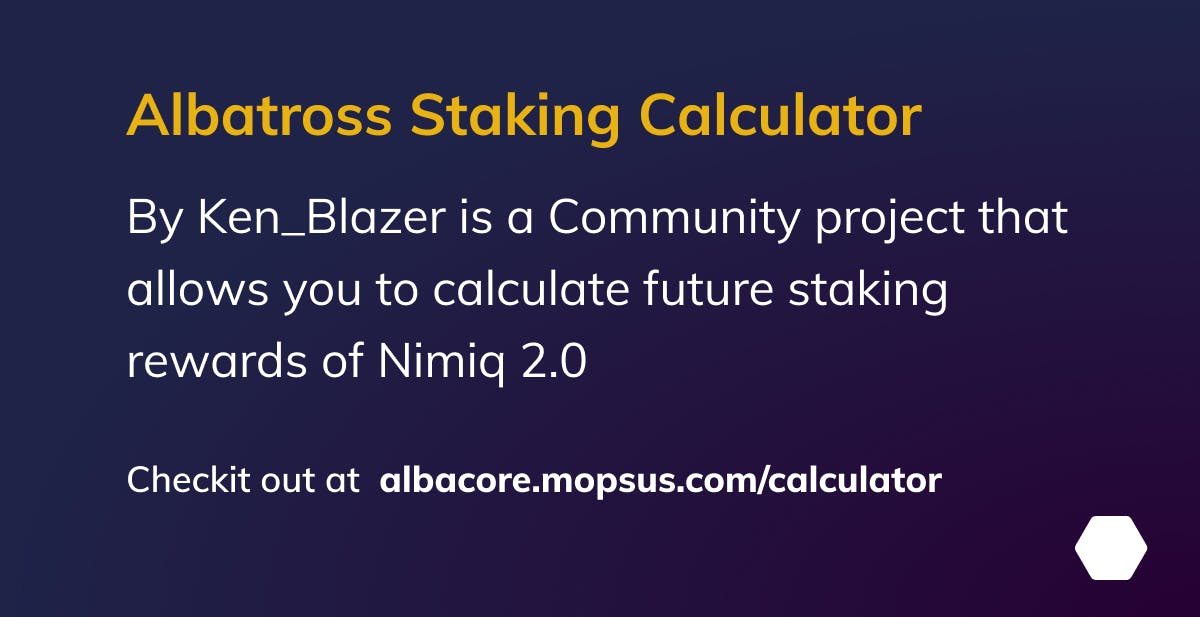 Albatross Staking Calculator
By Ken_Blazer is a Community project that
allows you to calculate future staking
rewards of Nimiq 2.0
Checkit out at albacore.mopsus.com/calculator